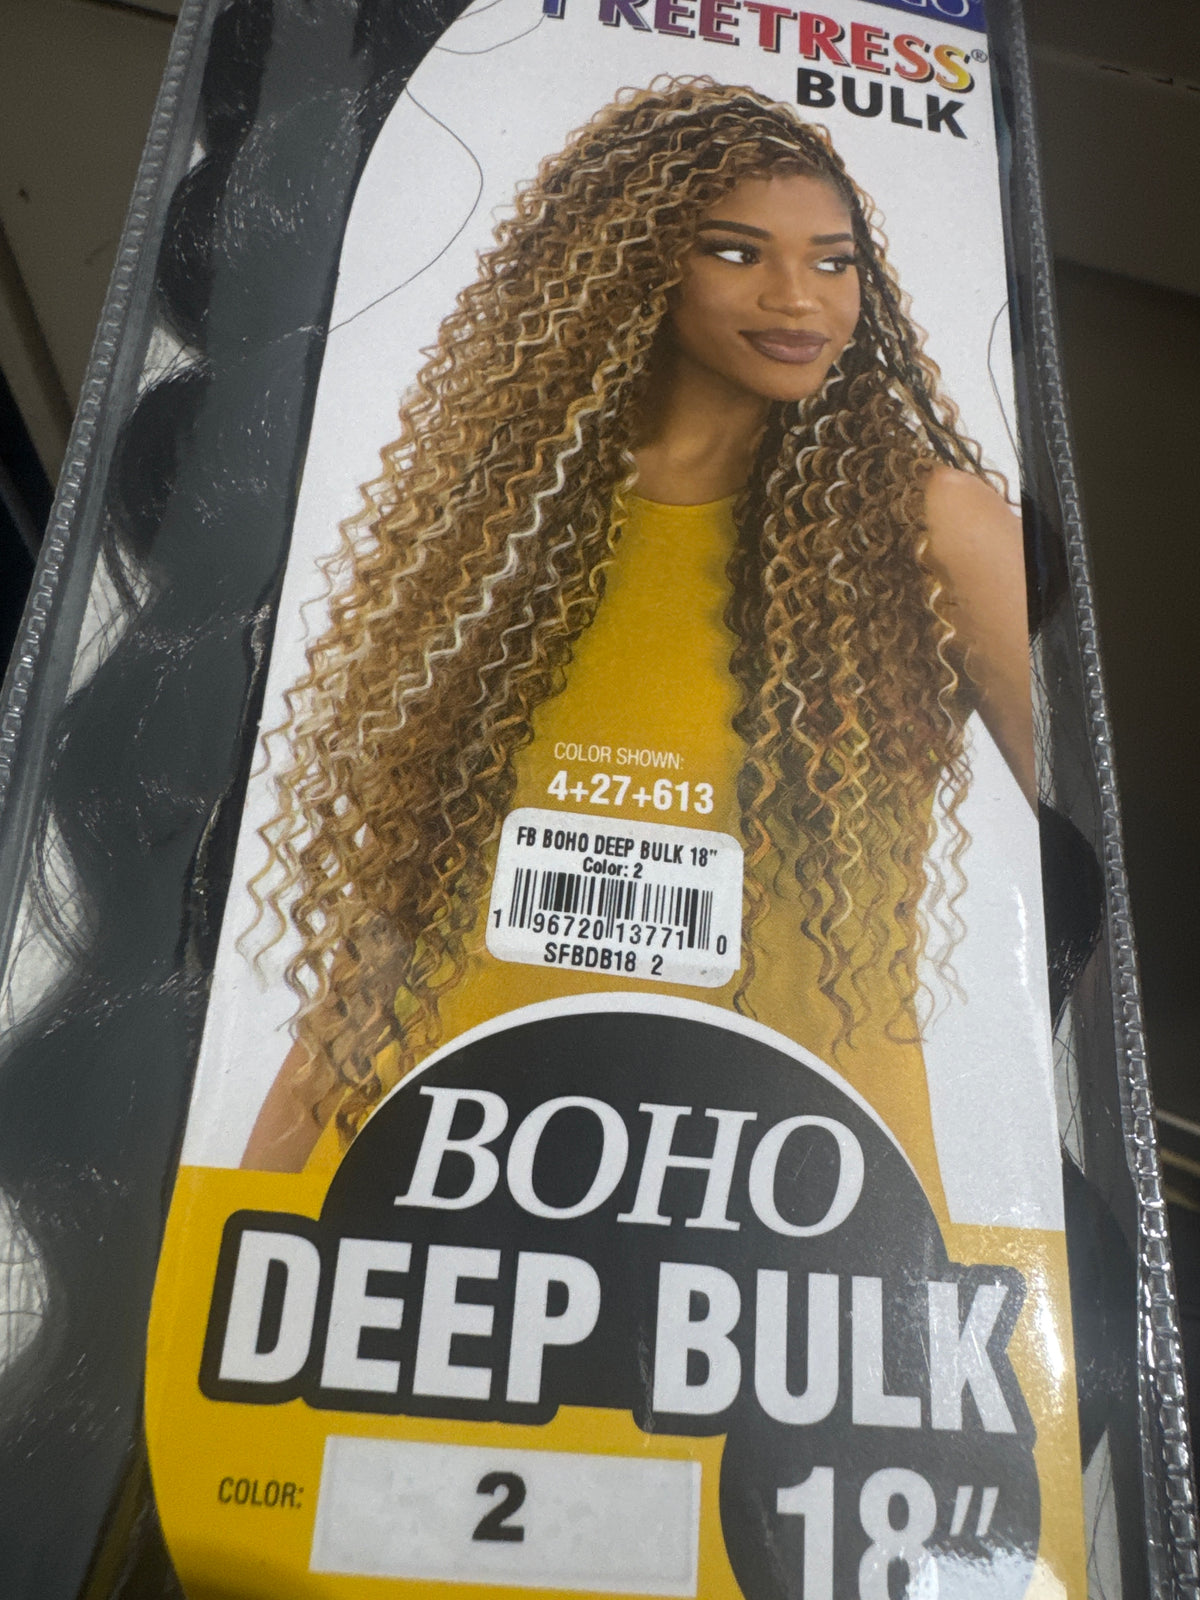 FREETRESS®
BULK
COLOR SHOWN:
4+27+613
FB BOHO DEEP BULK 18"
Color: 2
1 96720 13771 0
SFBDB18 2
BOHO
DEEP BULK
COLOR: 2
18"